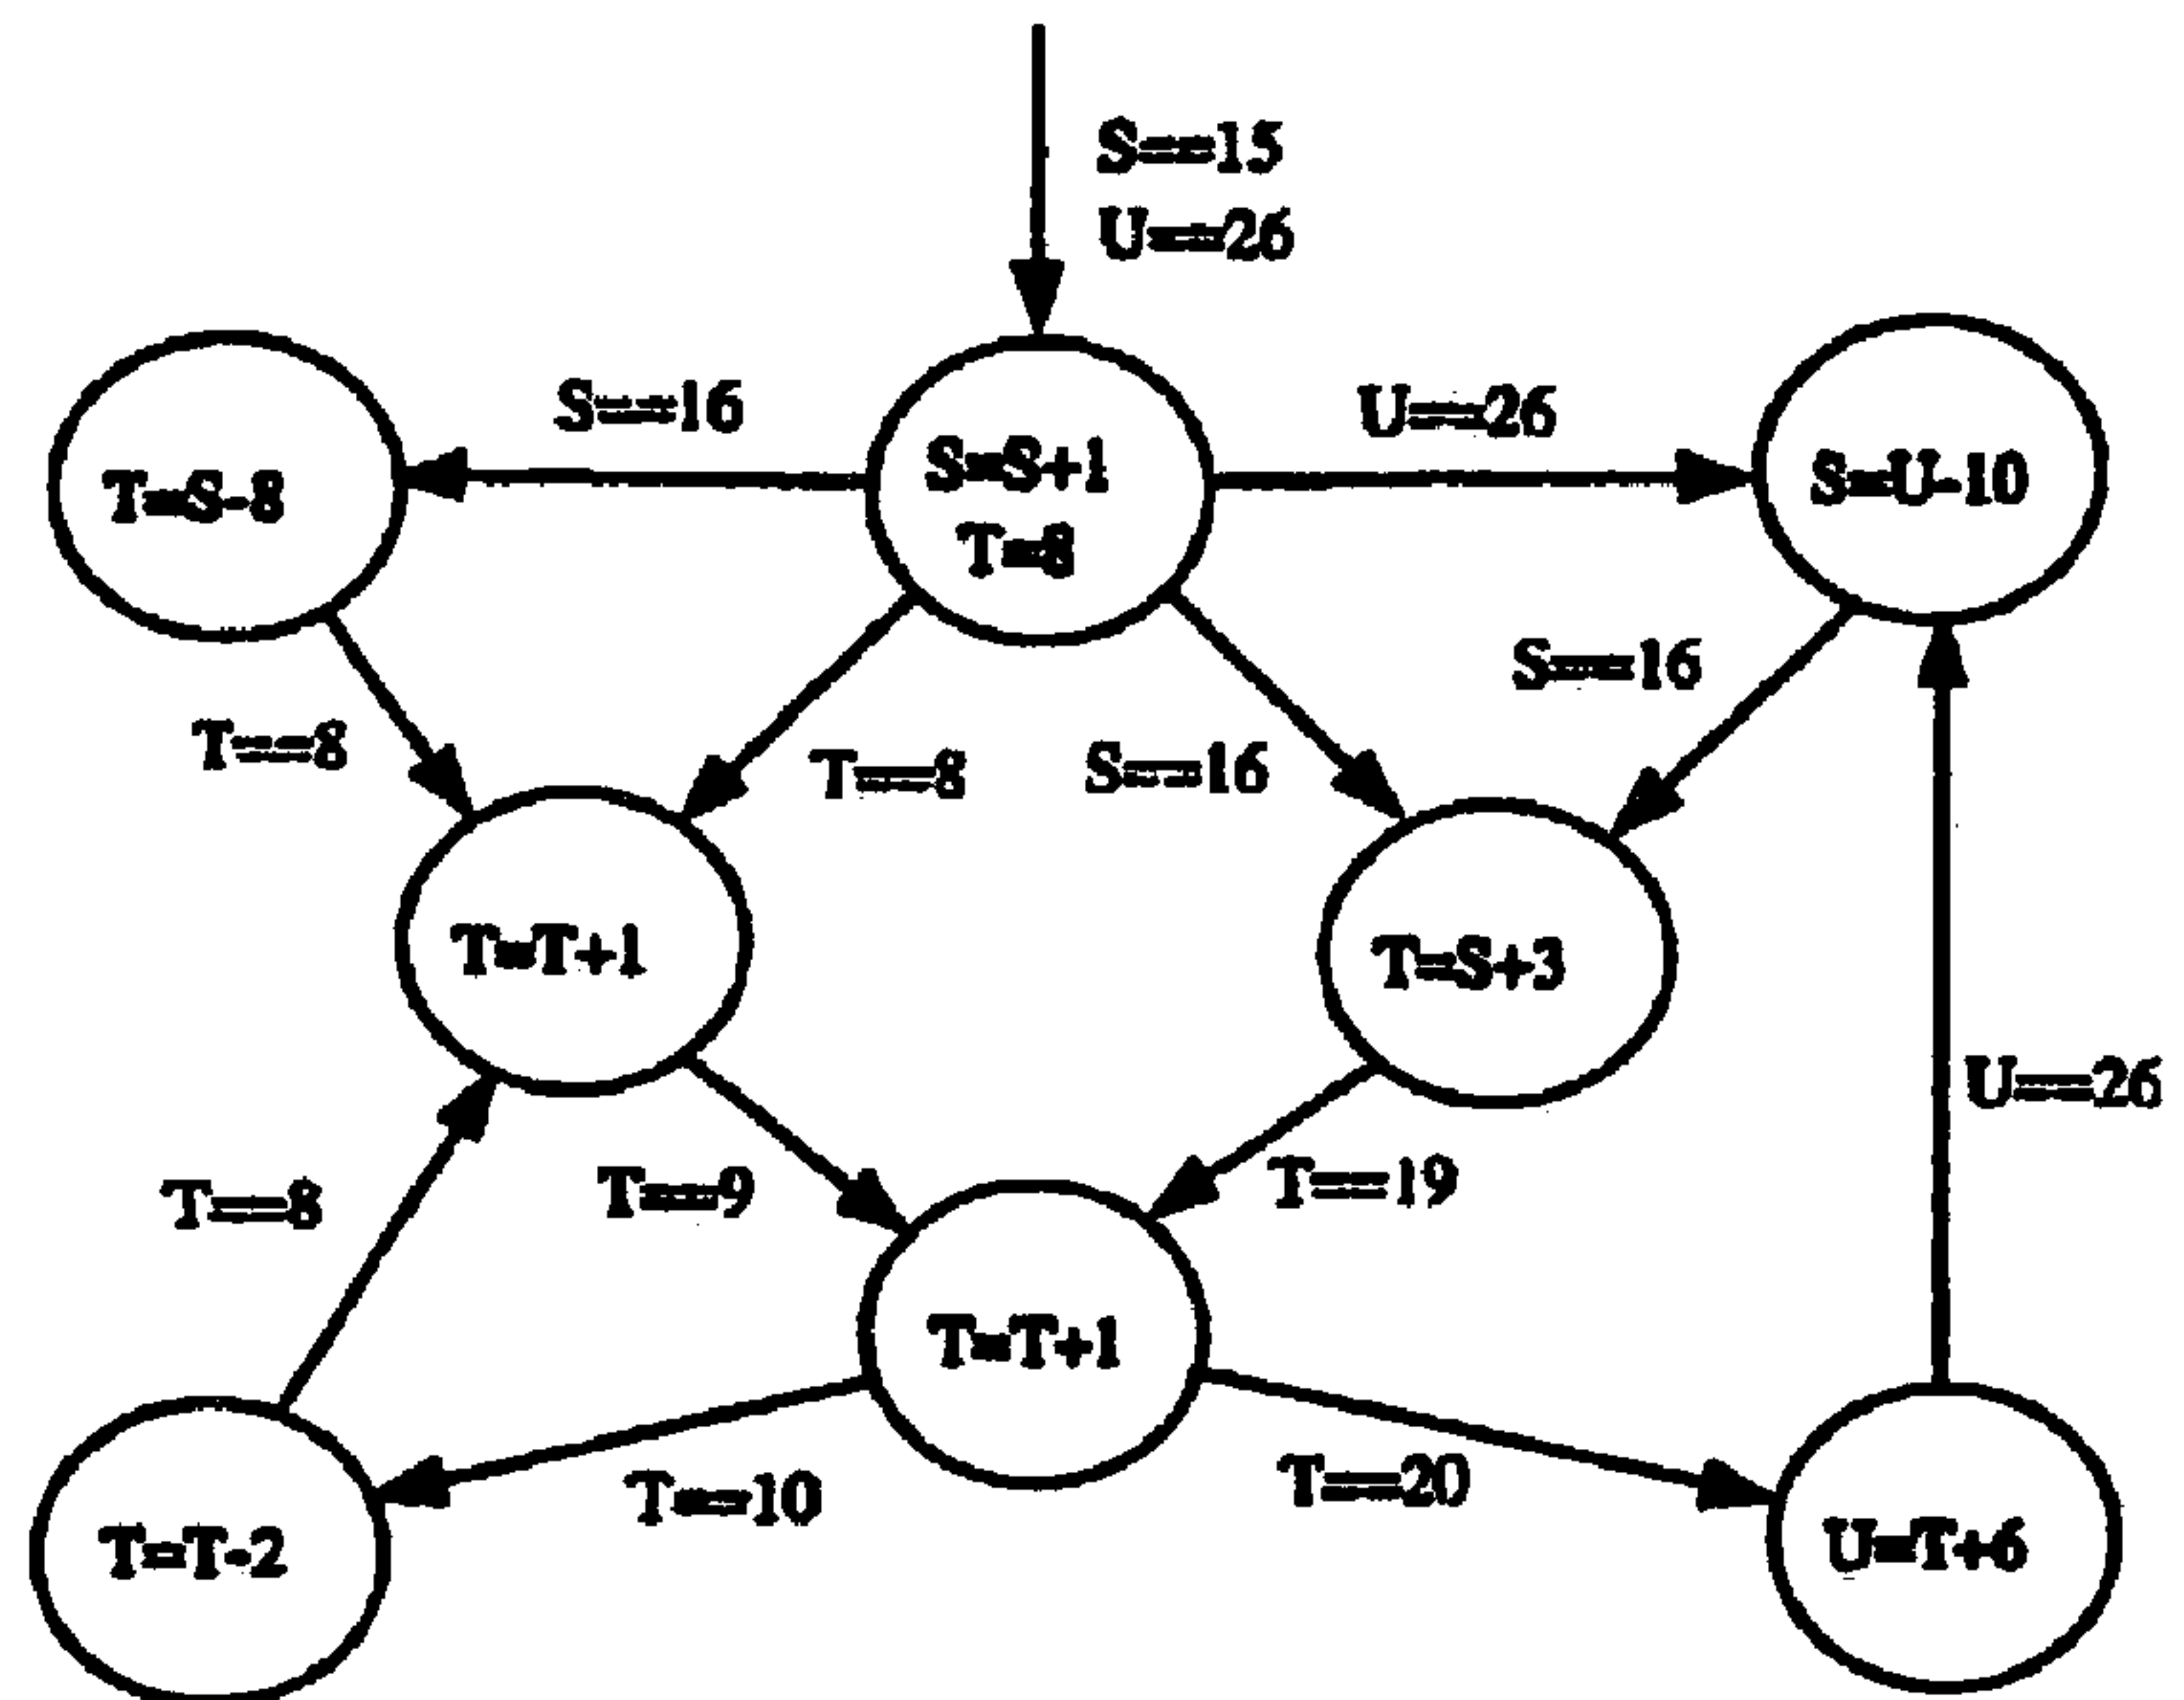 S==15
U==26
S==16
U==26
T=S-8
S=S+1
T=8
S=U-10
S==16
T==8
T==8
S==16
T=T+1
T=S+3
U==26
T==8
T==9
T==19
T=T+1
T==10
T==20
T=T-2
U=T+6